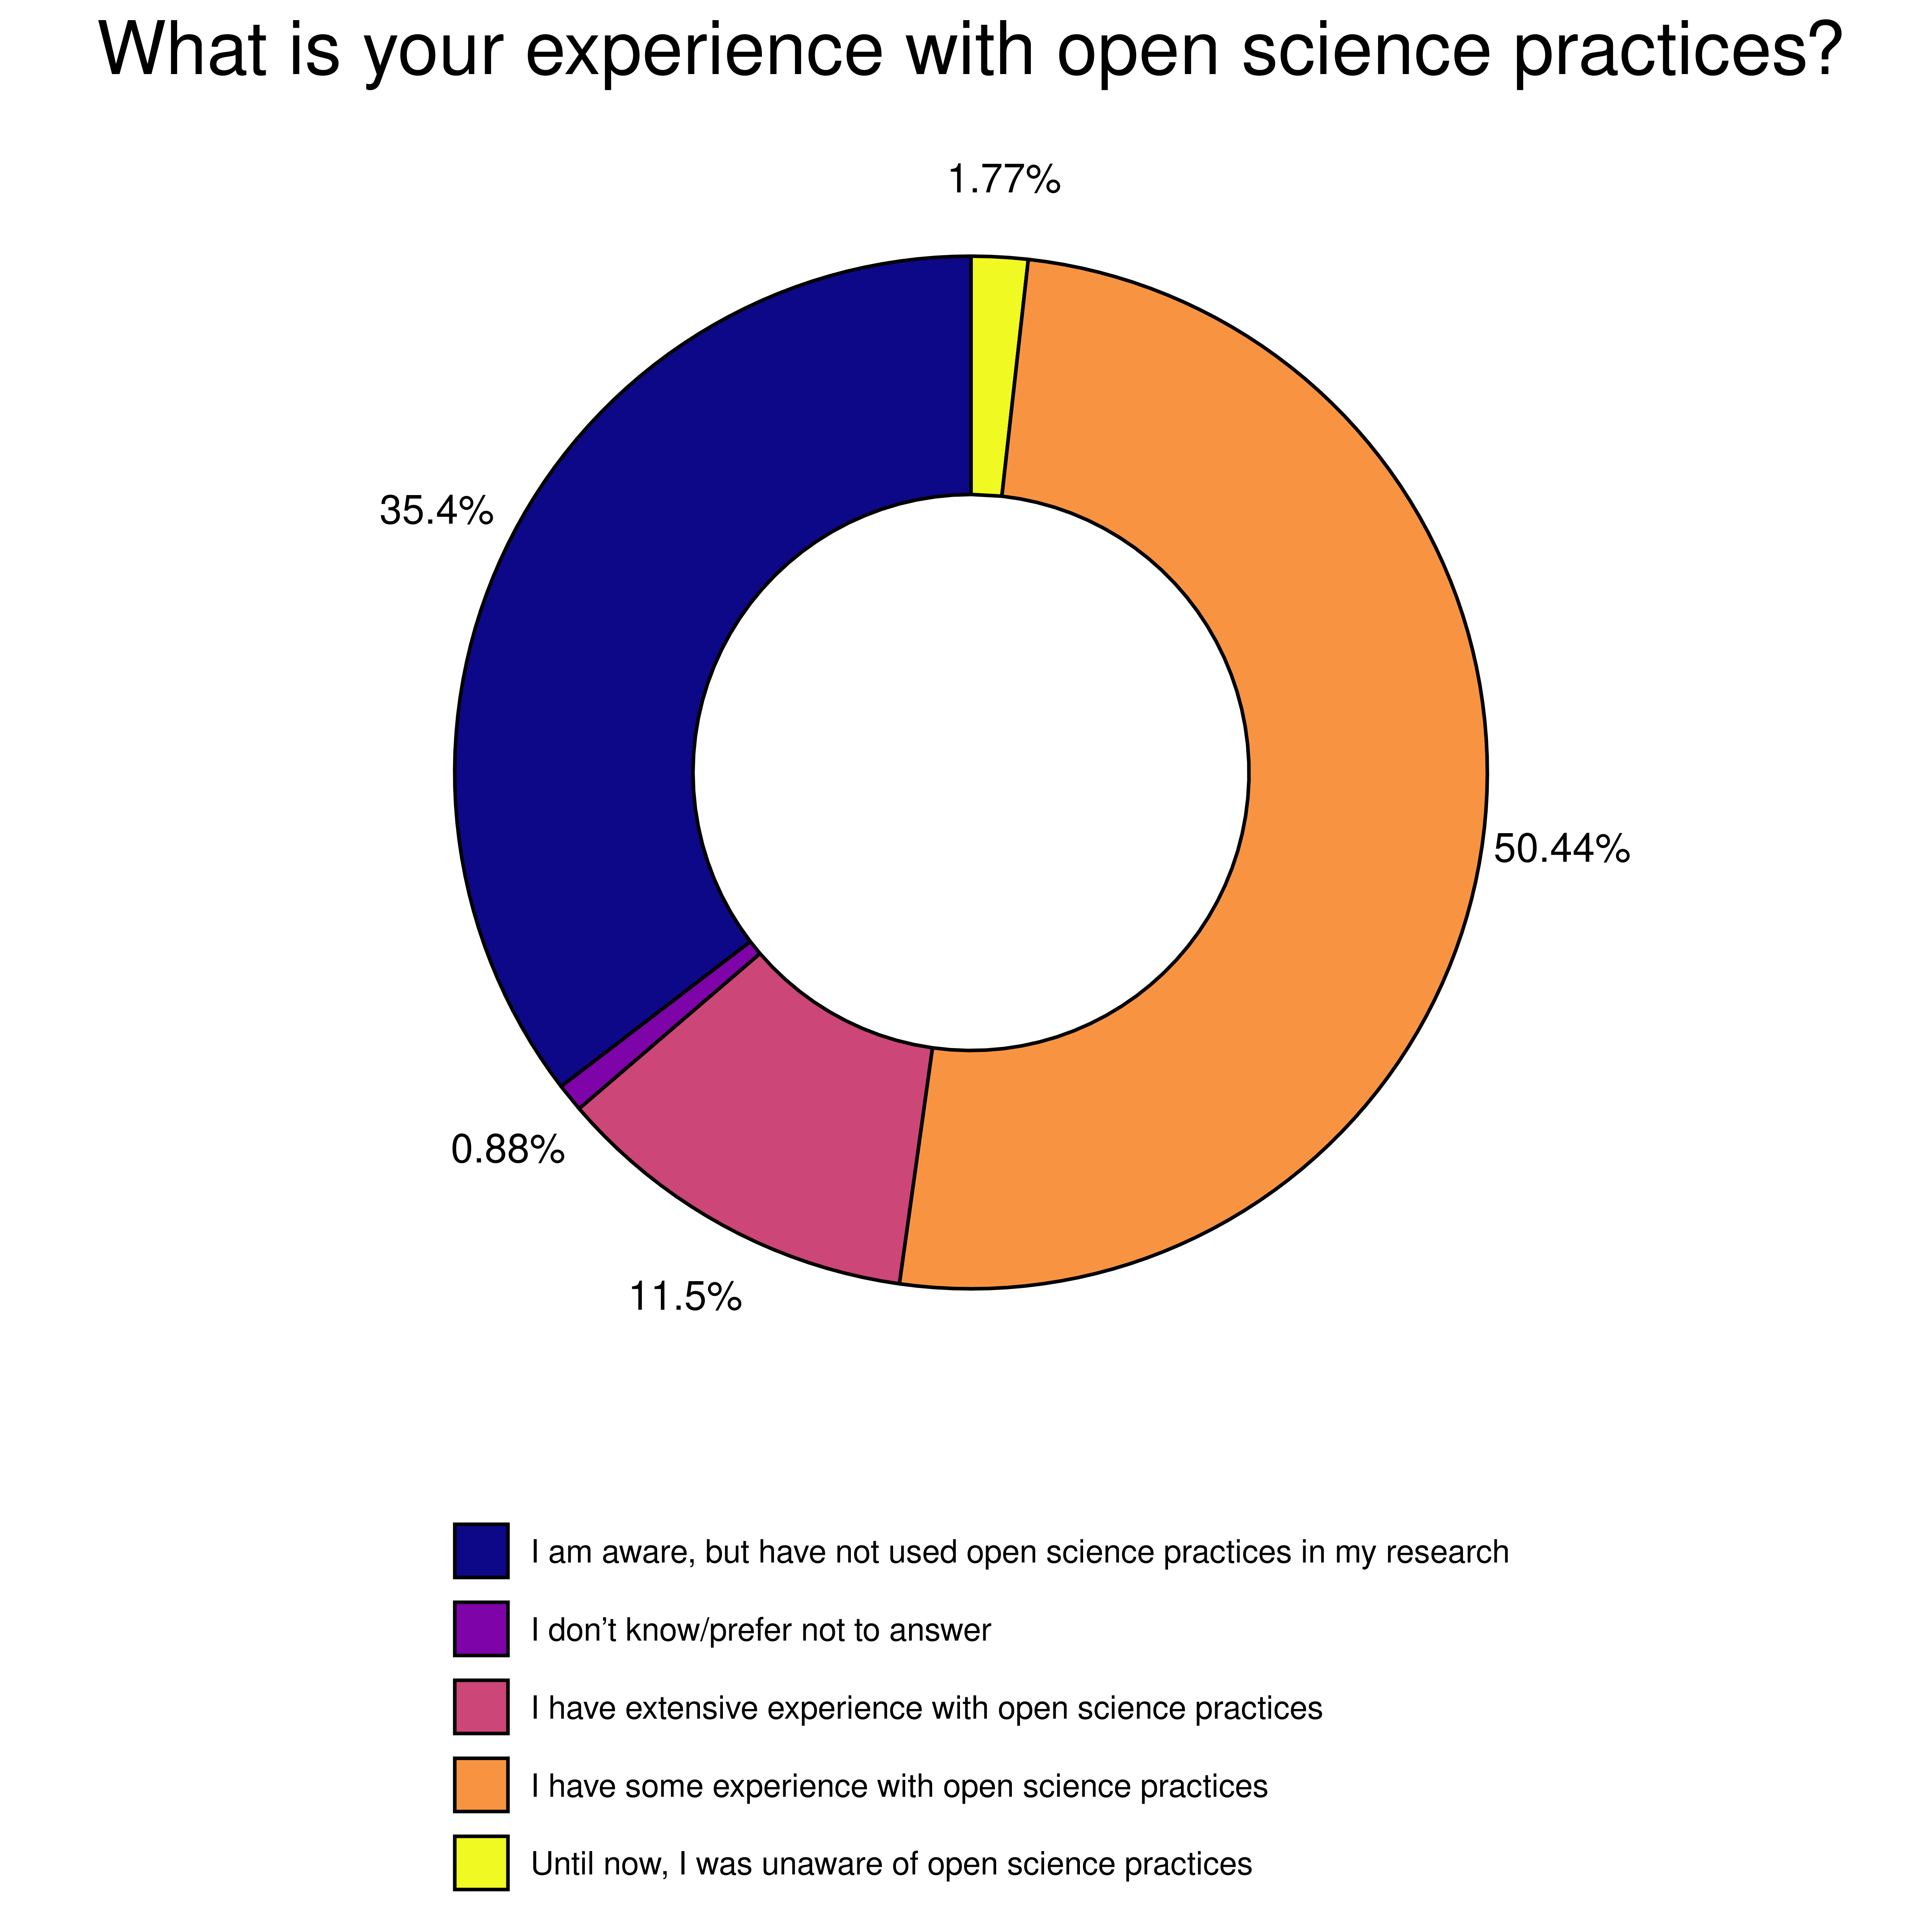 What is your experience with open science practices?
1.77%
35.4%
50.44%
0.88%
11.5%
I am aware, but have not used open science practices in my research
I don’t know/prefer not to answer
I have extensive experience with open science practices
I have some experience with open science practices
Until now, I was unaware of open science practices